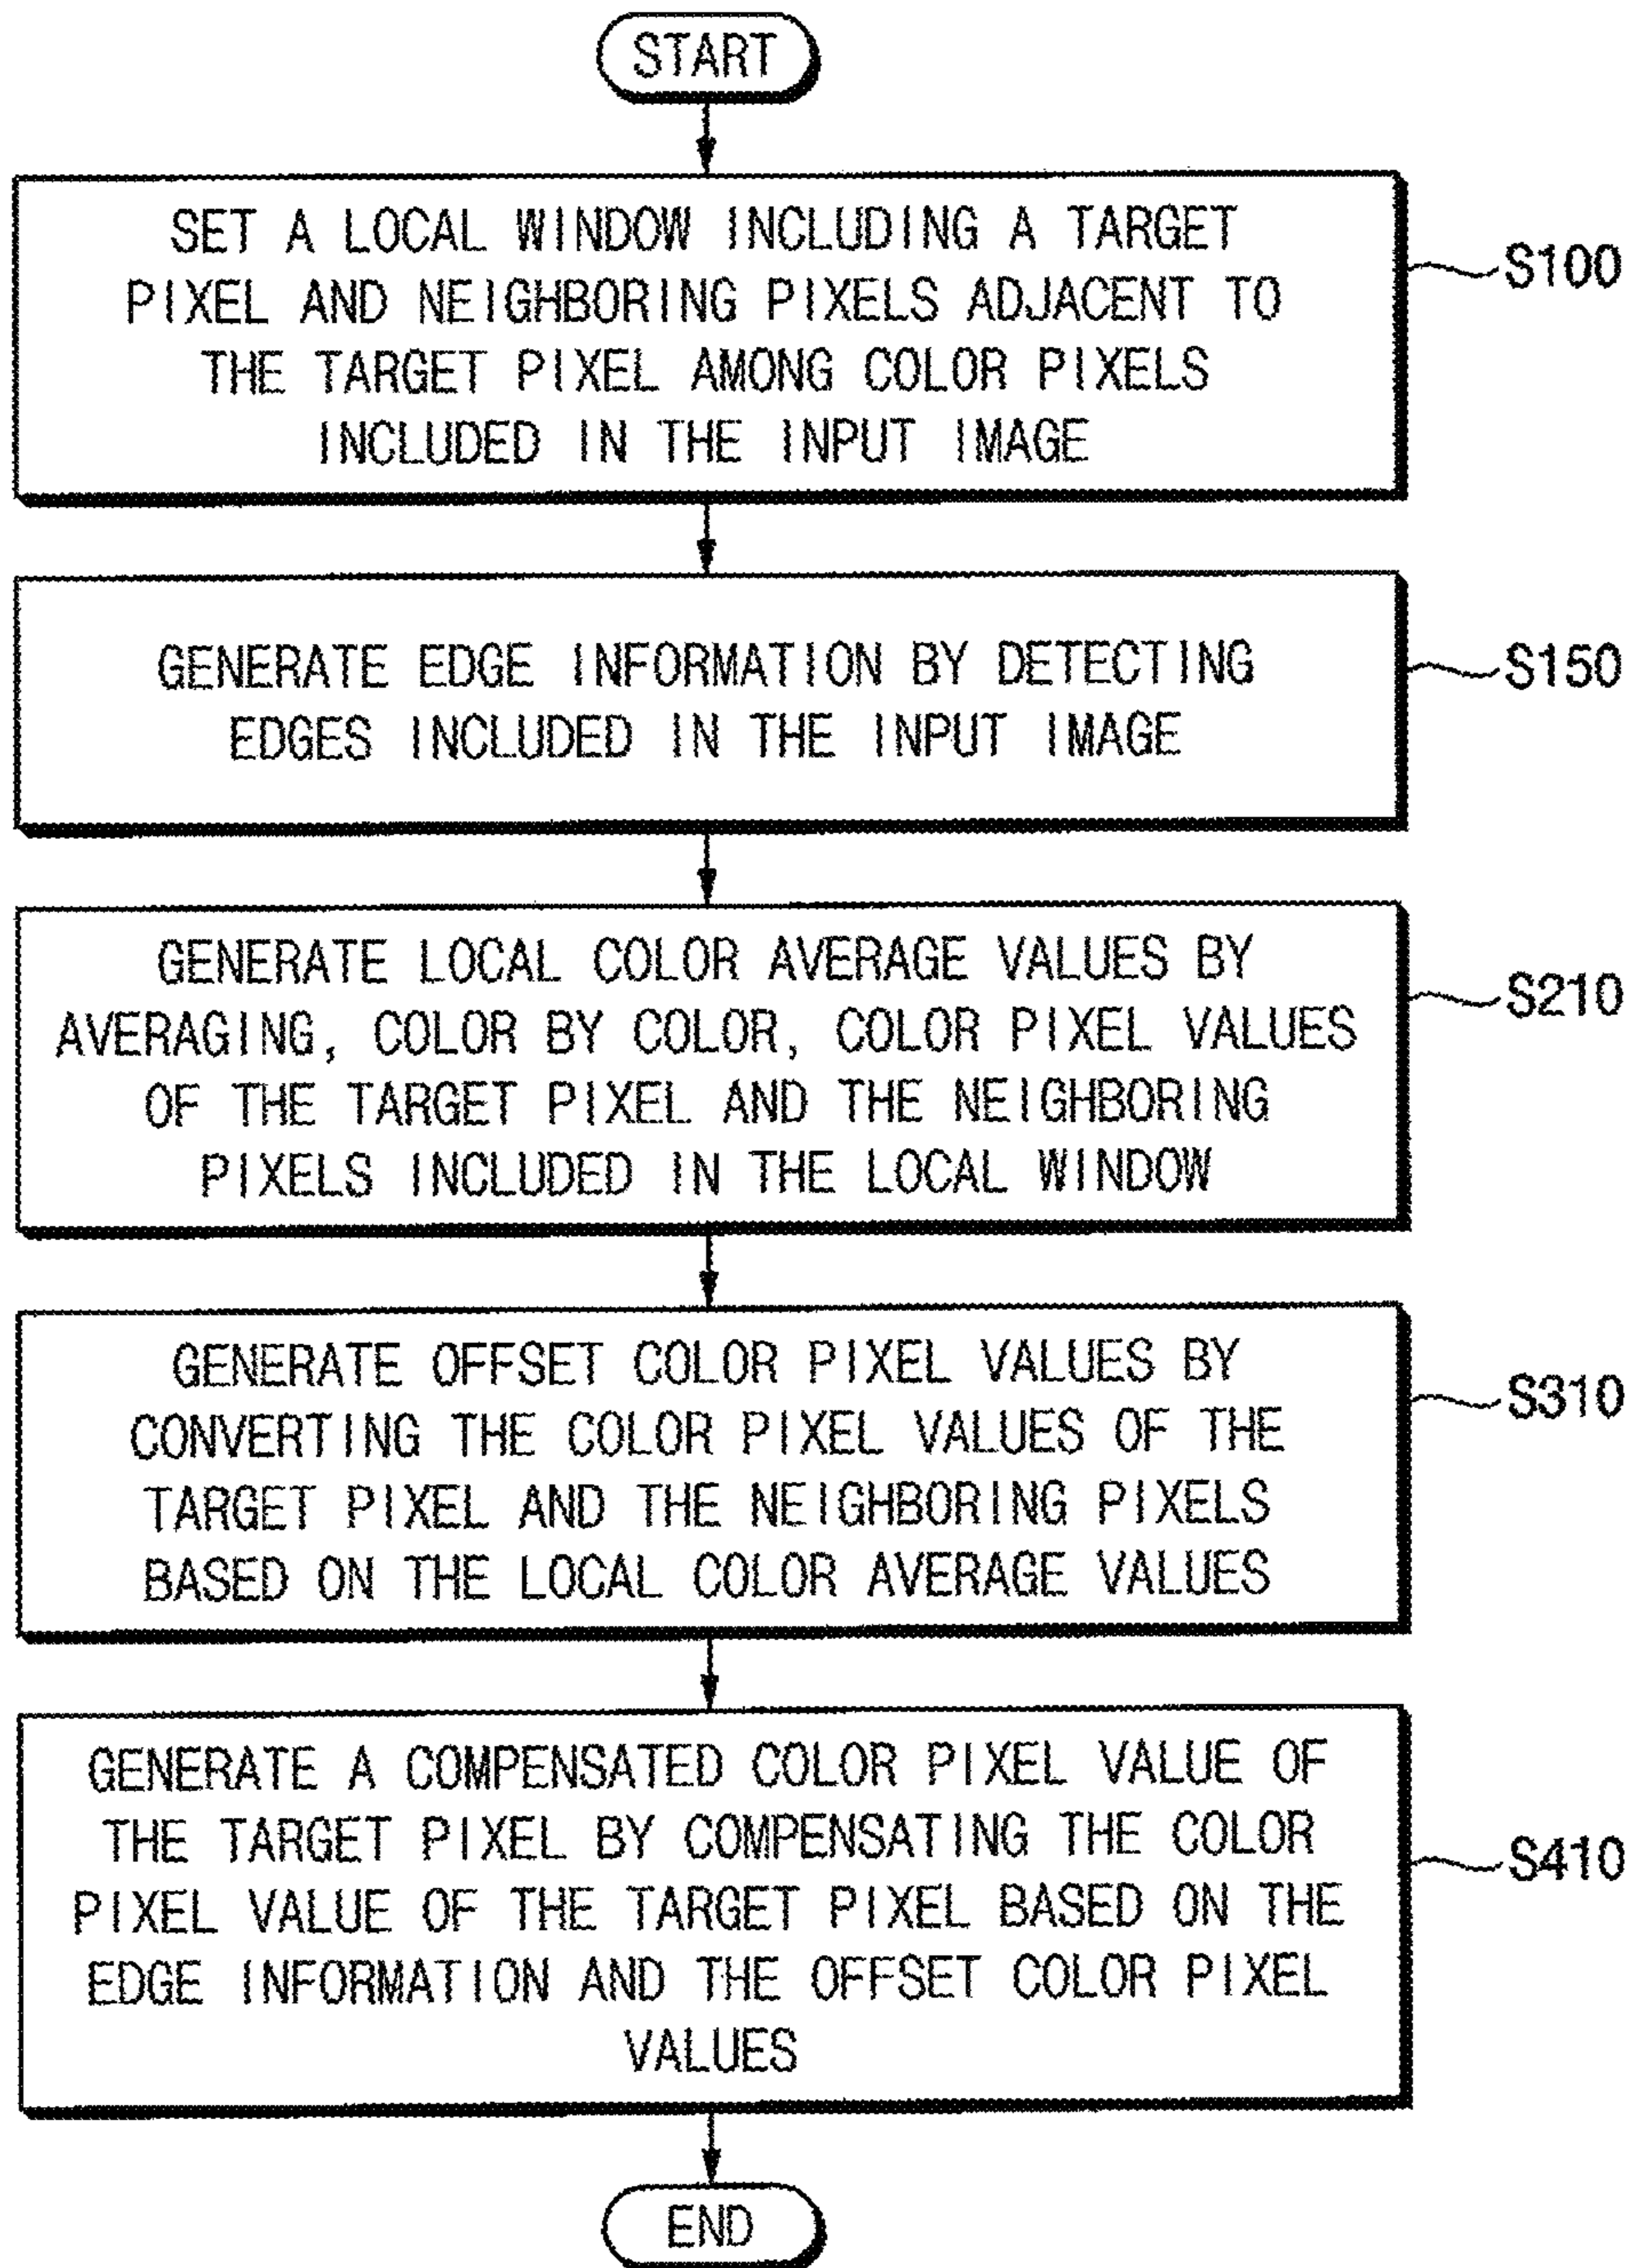 START
SET A LOCAL WINDOW INCLUDING A TARGET
PIXEL AND NEIGHBORING PIXELS ADJACENT TO
THE TARGET PIXEL AMONG COLOR PIXELS
INCLUDED IN THE INPUT IMAGE
S100
GENERATE EDGE INFORMATION BY DETECTING
EDGES INCLUDED IN THE INPUT IMAGE
S150
GENERATE LOCAL COLOR AVERAGE VALUES BY
AVERAGING, COLOR BY COLOR, COLOR PIXEL VALUES
OF THE TARGET PIXEL AND THE NEIGHBORING
PIXELS INCLUDED IN THE LOCAL WINDOW
S210
GENERATE OFFSET COLOR PIXEL VALUES BY
CONVERTING THE COLOR PIXEL VALUES OF THE
TARGET PIXEL AND THE NEIGHBORING PIXELS
BASED ON THE LOCAL COLOR AVERAGE VALUES
S310
GENERATE A COMPENSATED COLOR PIXEL VALUE OF
THE TARGET PIXEL BY COMPENSATING THE COLOR
PIXEL VALUE OF THE TARGET PIXEL BASED ON THE
EDGE INFORMATION AND THE OFFSET COLOR PIXEL
VALUES
S410
END